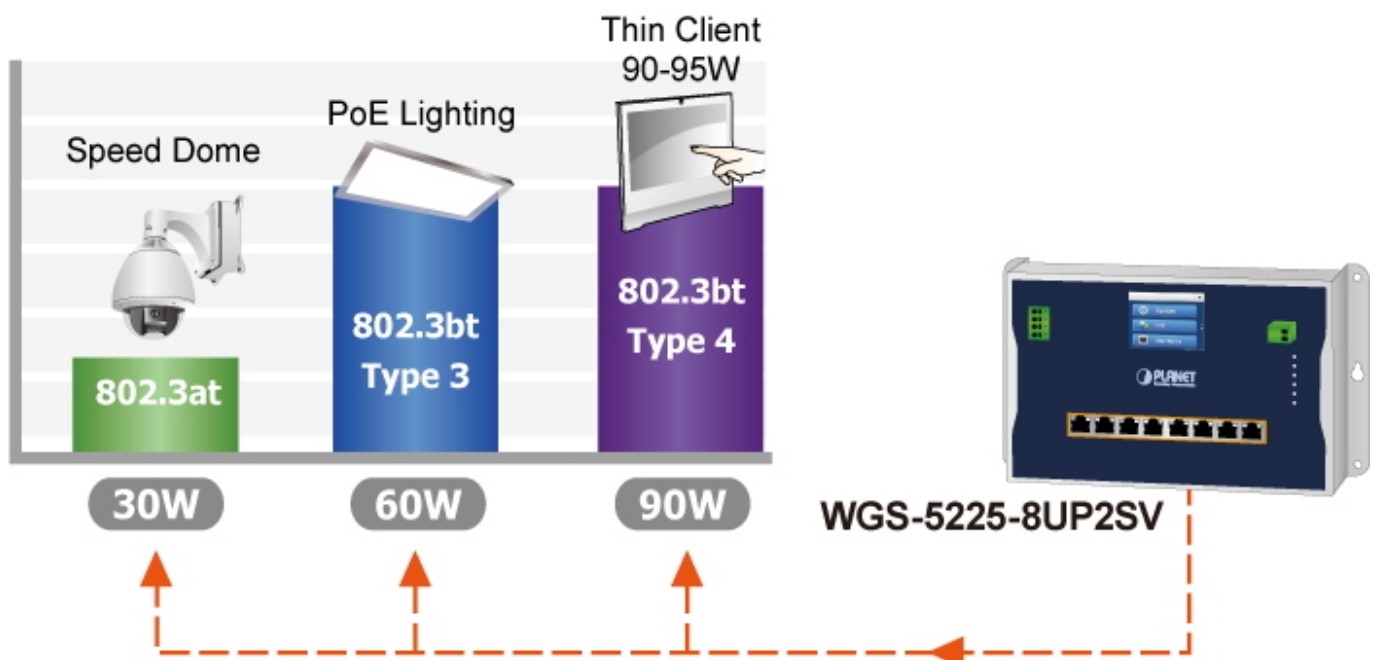 Thin Client
90-95W
PoE Lighting
Speed Dome
802.3at
802.3bt
Type 3
802.3bt
Type 4
30W
60W
90W
PLANET
WGS-5225-8UP2SV